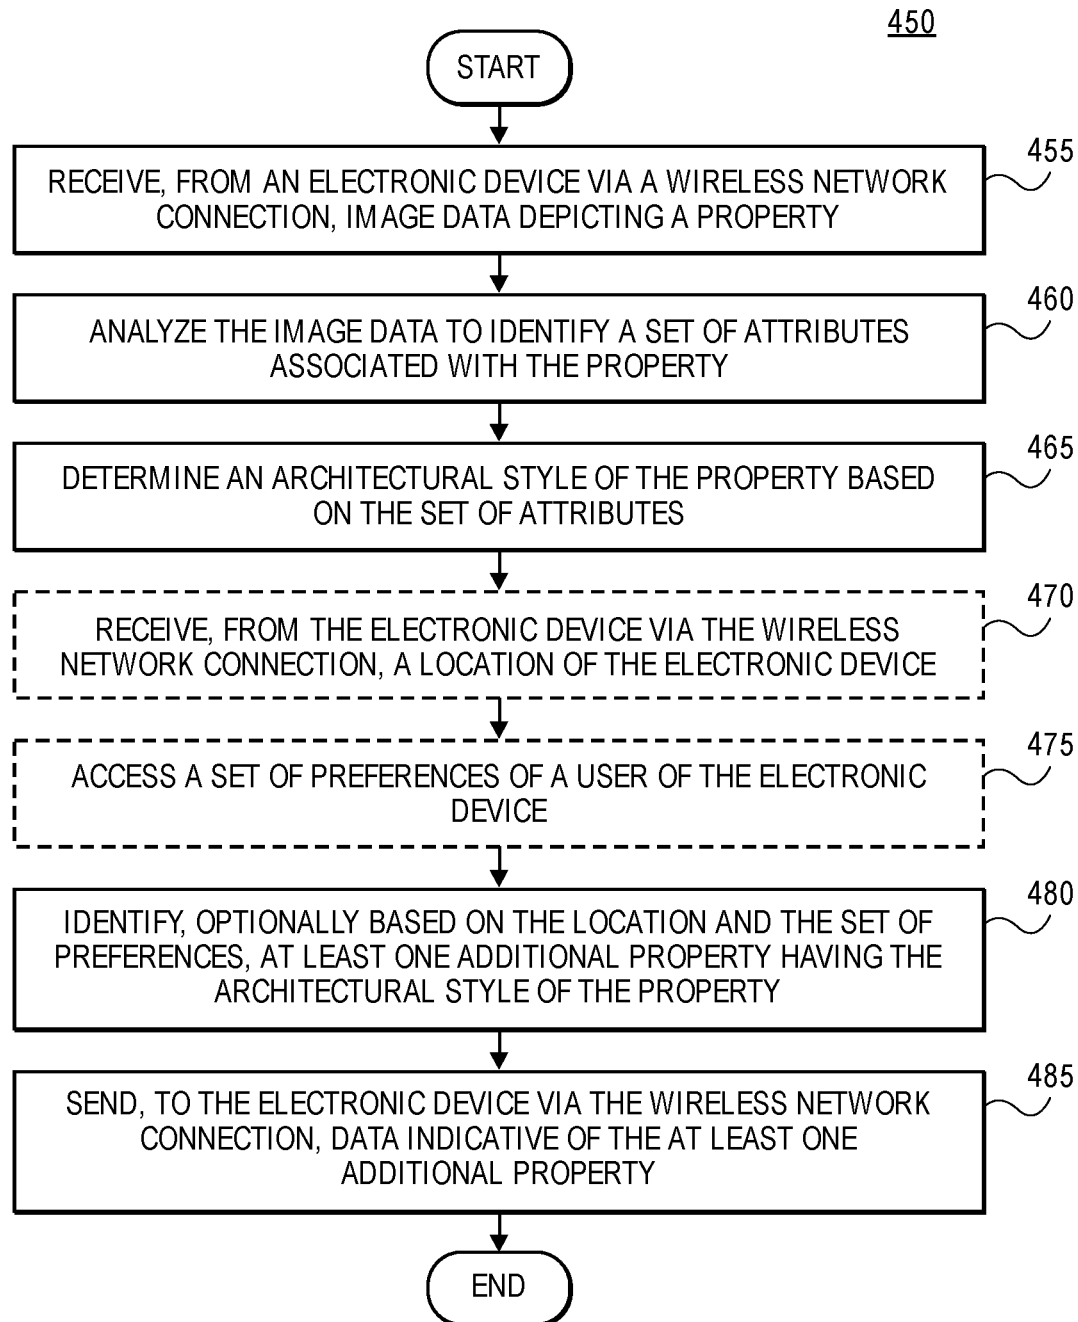 450
START
455
RECEIVE, FROM AN ELECTRONIC DEVICE VIA A WIRELESS NETWORK
CONNECTION, IMAGE DATA DEPICTING A PROPERTY
460
ANALYZE THE IMAGE DATA TO IDENTIFY A SET OF ATTRIBUTES
ASSOCIATED WITH THE PROPERTY
465
DETERMINE AN ARCHITECTURAL STYLE OF THE PROPERTY BASED
ON THE SET OF ATTRIBUTES
470
RECEIVE, FROM THE ELECTRONIC DEVICE VIA THE WIRELESS
NETWORK CONNECTION, A LOCATION OF THE ELECTRONIC DEVICE
475
ACCESS A SET OF PREFERENCES OF A USER OF THE ELECTRONIC
DEVICE
480
IDENTIFY, OPTIONALLY BASED ON THE LOCATION AND THE SET OF
PREFERENCES, AT LEAST ONE ADDITIONAL PROPERTY HAVING THE
ARCHITECTURAL STYLE OF THE PROPERTY
485
SEND, TO THE ELECTRONIC DEVICE VIA THE WIRELESS NETWORK
CONNECTION, DATA INDICATIVE OF THE AT LEAST ONE
ADDITIONAL PROPERTY
END